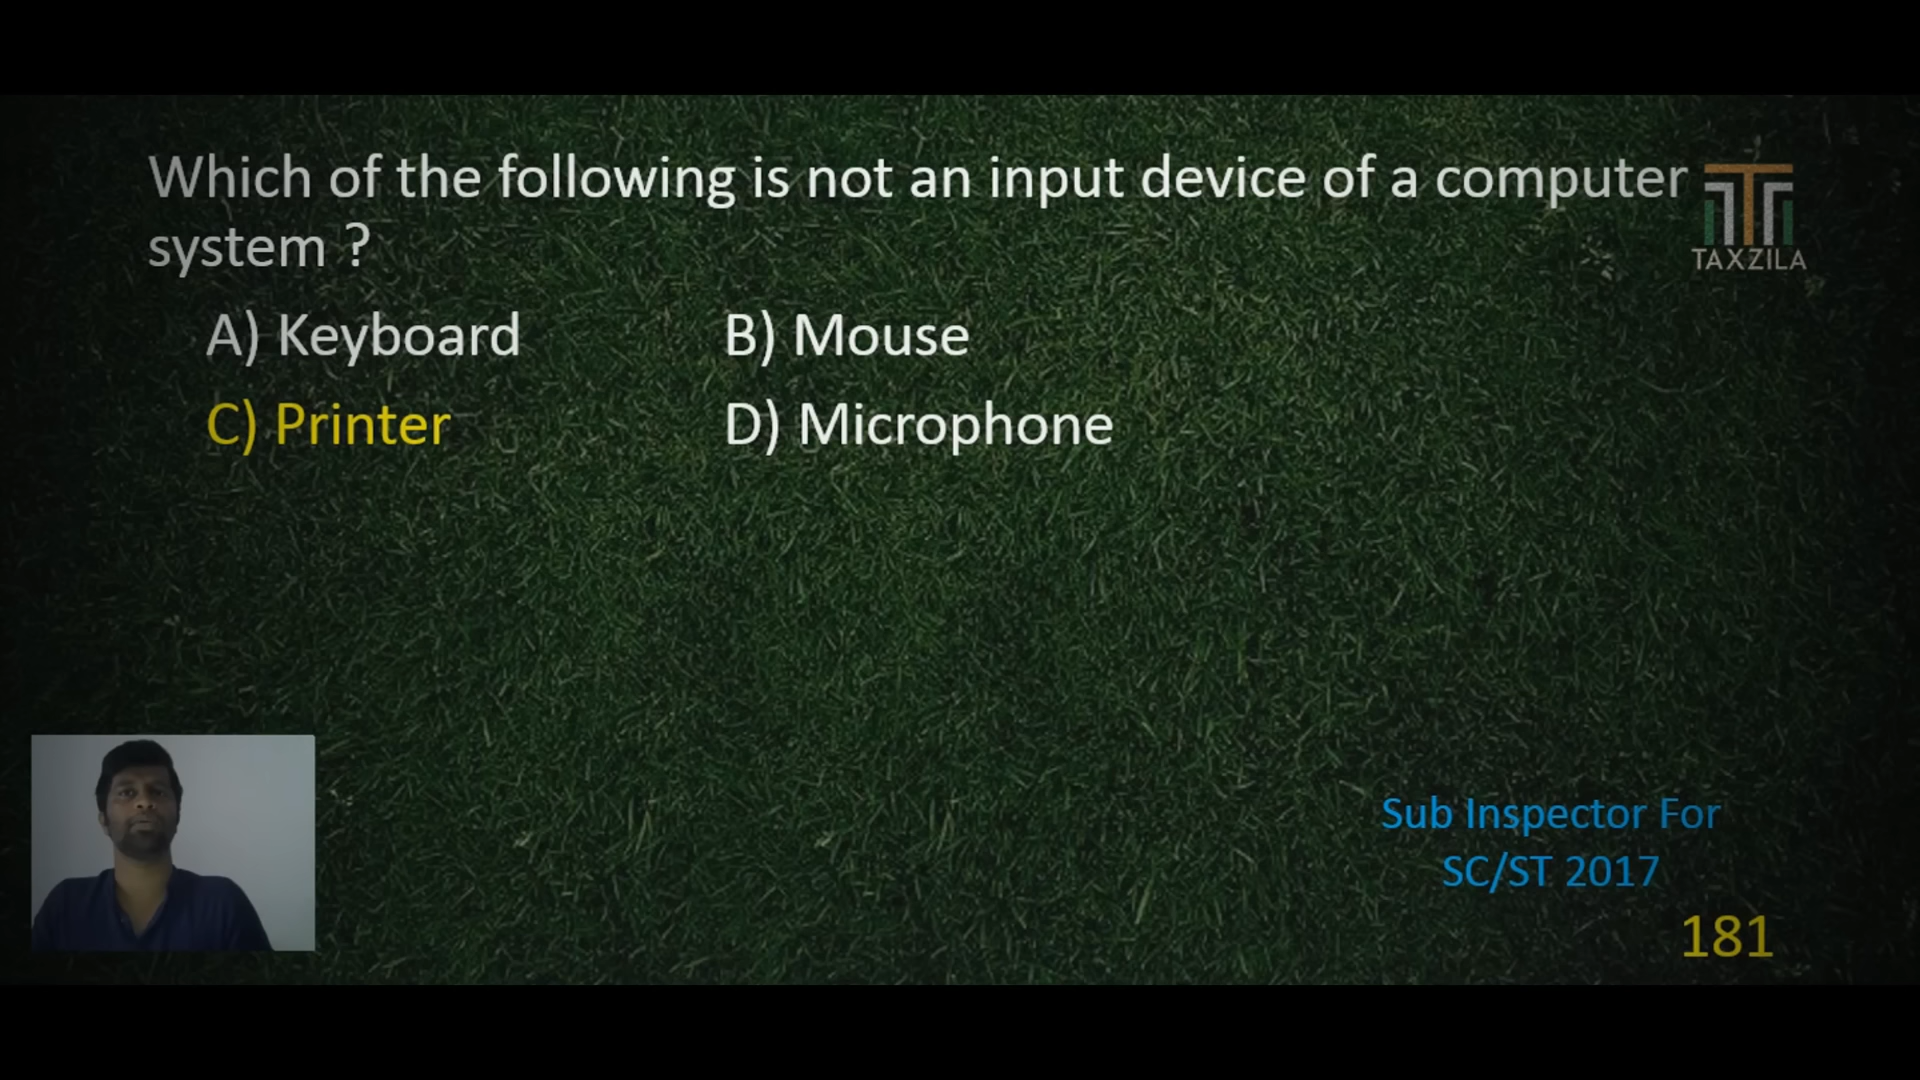 Which of the following is not an input device of a computer
system ?
TAXZILA
A) Keyboard B) Mouse
C) Printer D) Microphone
Sub Inspector For
SC/ST 2017
181